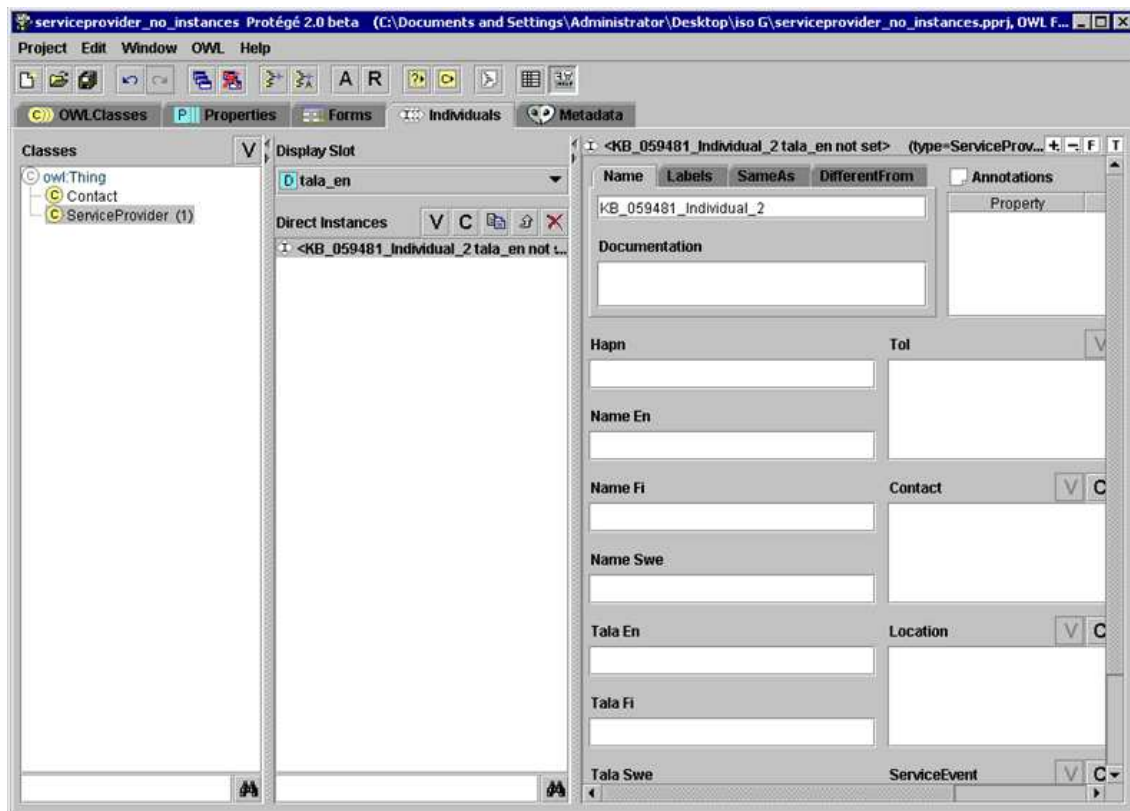 serviceprovider_no_instances Protégé 2.0 beta (C:\Documents and Settings\Administrator\Desktop\iso G\serviceprovider_no_instances.pprj, OWL F...
Project Edit Window OWL Help
A R
OWLClasses Properties Forms Individuals Metadata
Classes V
owl:Thing
Contact
ServiceProvider (1)
Display Slot
D tala_en
Direct Instances V C
<KB_059481_Individual_2 tala_en not s...
<KB_059481_Individual_2 tala_en not set> (type=ServiceProv... + - F T
Name Labels SameAs DifferentFrom
KB_059481_Individual_2
Documentation
Annotations
Property
Hapn
Tol V
Name En
Name Fi
Contact V C
Name Swe
Tala En
Location V C
Tala Fi
Tala Swe
ServiceEvent V C